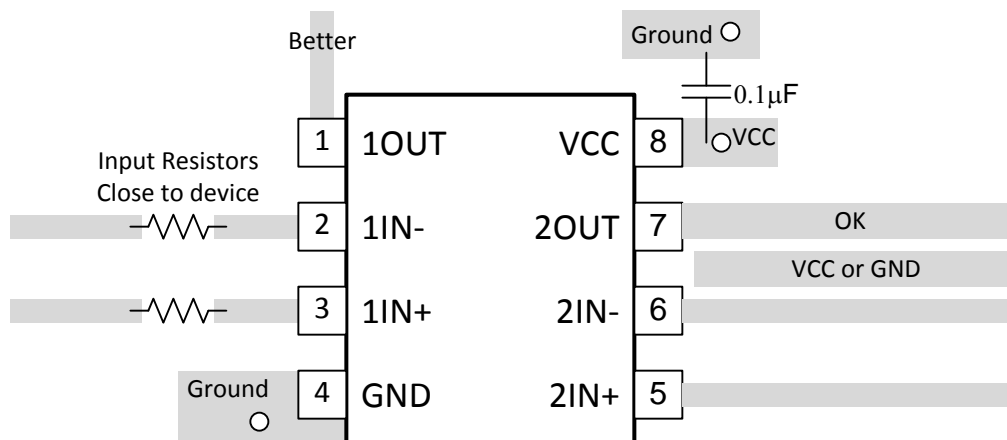 Better
Ground
0.1μF
1 1OUT VCC 8 VCC
Input Resistors
Close to device
2 1IN- 2OUT 7 OK
VCC or GND
3 1IN+ 2IN- 6
Ground
4 GND 2IN+ 5